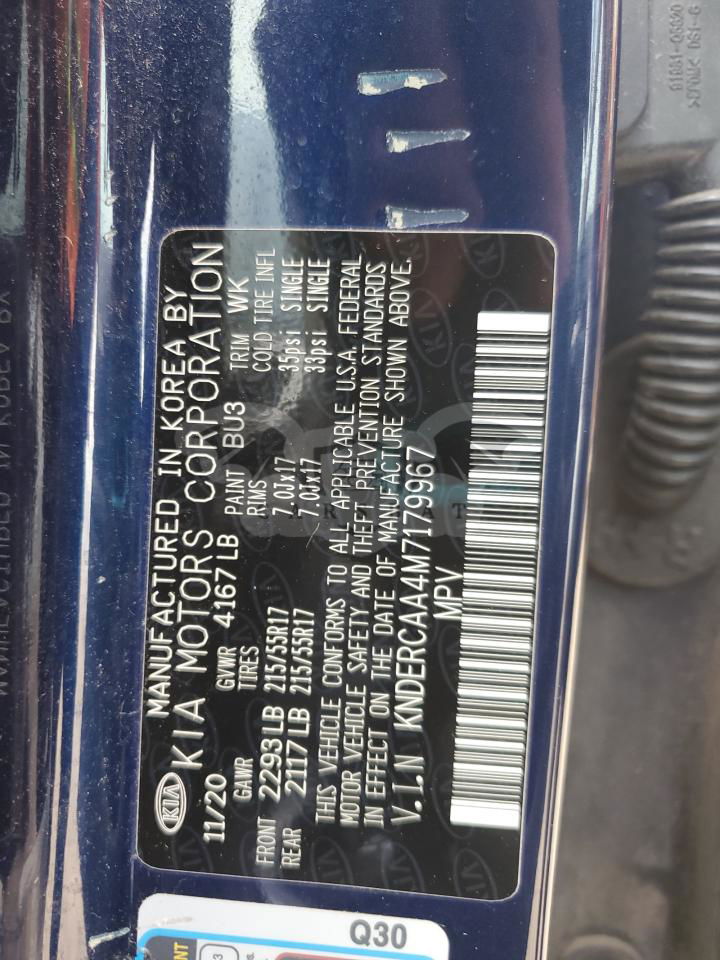 KIA
MANUFACTURED IN KOREA BY
KIA MOTORS CORPORATION
11/20 GVWR 4167 LB PAINT BU3 TRIM WK
GAWR TIRES RIMS COLD TIRE INFL
FRONT 2293 LB 215/55R17 7.0Jx17 35psi SINGLE
REAR 2117 LB 215/55R17 7.0Jx17 33psi SINGLE
THIS VEHICLE CONFORMS TO ALL APPLICABLE U.S.A. FEDERAL
MOTOR VEHICLE SAFETY AND THEFT PREVENTION STANDARDS
IN EFFECT ON THE DATE OF MANUFACTURE SHOWN ABOVE.
V.I.N KNDERCAA4M7179967
MPV
Q30